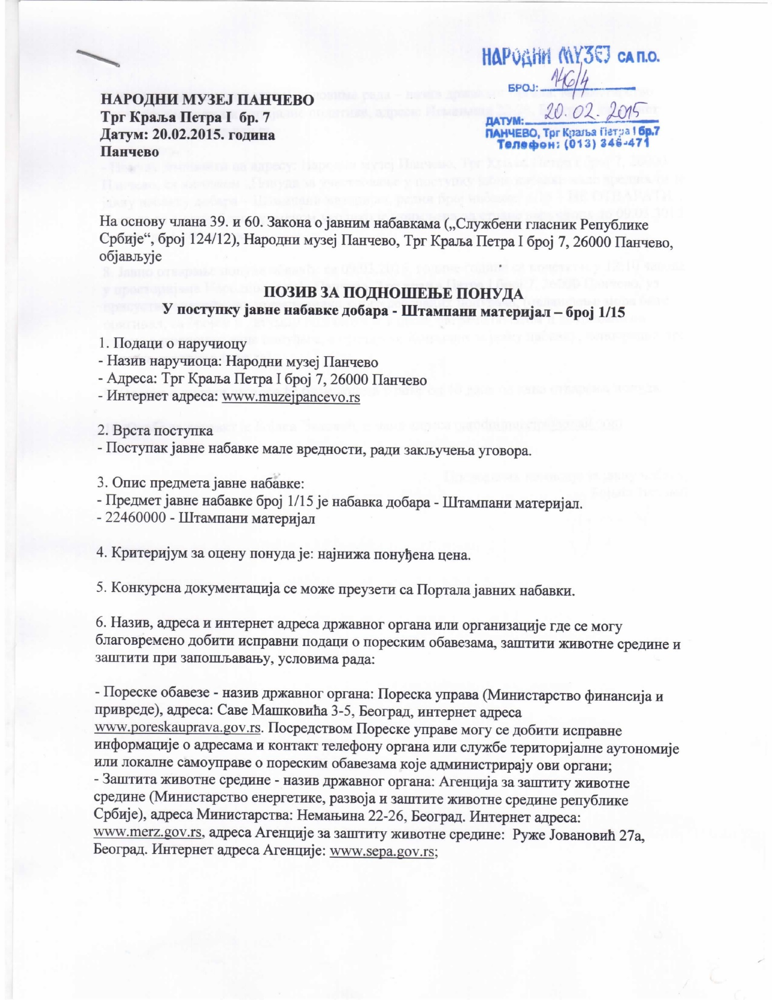 НАРОДНИ МУЗЕЈ СА П.О.
БРОЈ: 146/4
20.02.2015
ДАТУМ:
ПАНЧЕВО, Трг Краља Петра I бр.7
Телефон: (013) 346-471
НАРОДНИ МУЗЕЈ ПАНЧЕВО
Трг Краља Петра I бр. 7
Датум: 20.02.2015. година
Панчево
На основу члана 39. и 60. Закона о јавним набавкама („Службени гласник Републике
Србије“, број 124/12), Народни музеј Панчево, Трг Краља Петра I број 7, 26000 Панчево,
објављује
ПОЗИВ ЗА ПОДНОШЕЊЕ ПОНУДА
У поступку јавне набавке добара - Штампани материјал – број 1/15
1. Подаци о наручиоцу
- Назив наручиоца: Народни музеј Панчево
- Адреса: Трг Краља Петра I број 7, 26000 Панчево
- Интернет адреса: www.muzejpancevo.rs
2. Врста поступка
- Поступак јавне набавке мале вредности, ради закључења уговора.
3. Опис предмета јавне набавке:
- Предмет јавне набавке број 1/15 је набавка добара - Штампани материјал.
- 22460000 - Штампани материјал
4. Критеријум за оцену понуда је: најнижа понуђена цена.
5. Конкурсна документација се може преузети са Портала јавних набавки.
6. Назив, адреса и интернет адреса државног органа или организације где се могу
благовремено добити исправни подаци о пореским обавезама, заштити животне средине и
заштити при запошљавању, условима рада:
- Пореске обавезе - назив државног органа: Пореска управа (Министарство финансија и
привреде), адреса: Саве Машковића 3-5, Београд, интернет адреса
www.poreskauprava.gov.rs. Посредством Пореске управе могу се добити исправне
информације о адресама и контакт телефону органа или службе територијалне аутономије
или локалне самоуправе о пореским обавезама које администрирају ови органи;
- Заштита животне средине - назив државног органа: Агенција за заштиту животне
средине (Министарство енергетике, развоја и заштите животне средине републике
Србије), адреса Министарства: Немањина 22-26, Београд. Интернет адреса:
www.merz.gov.rs, адреса Агенције за заштиту животне средине: Руже Јовановић 27а,
Београд. Интернет адреса Агенције: www.sepa.gov.rs;